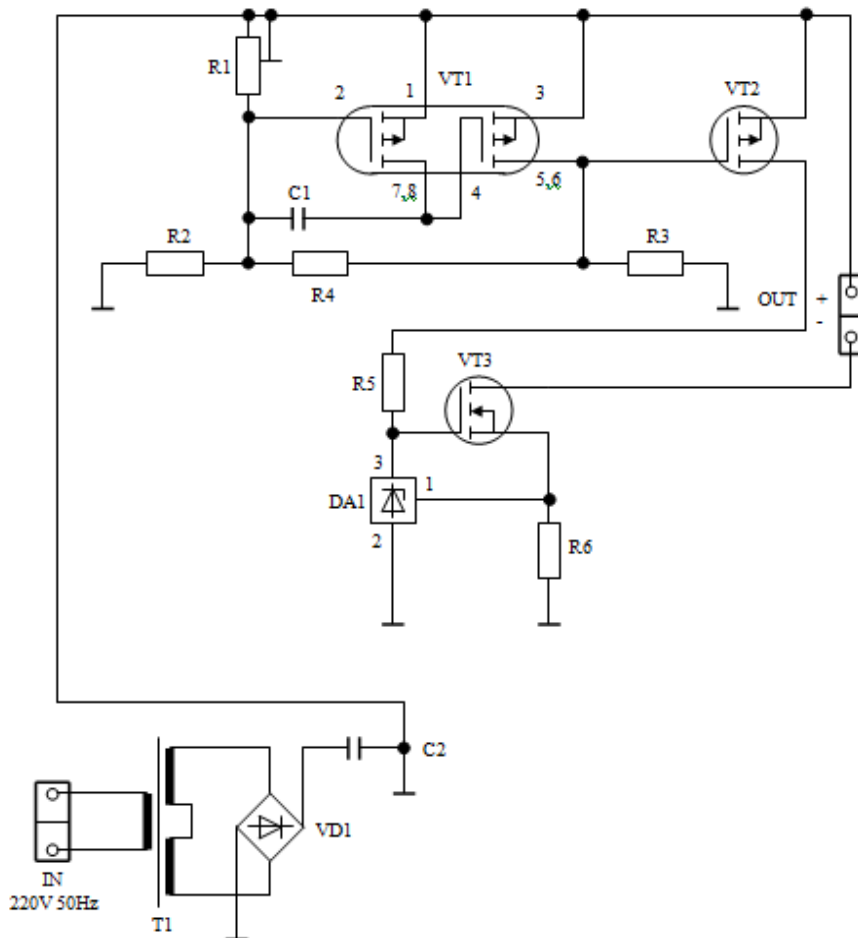 R1
VT1
2
1
3
VT2
7,8
4
5,6
C1
R2
R4
R3
OUT
+
-
VT3
R5
3
1
DA1
2
R6
C2
VD1
IN
220V 50Hz
T1